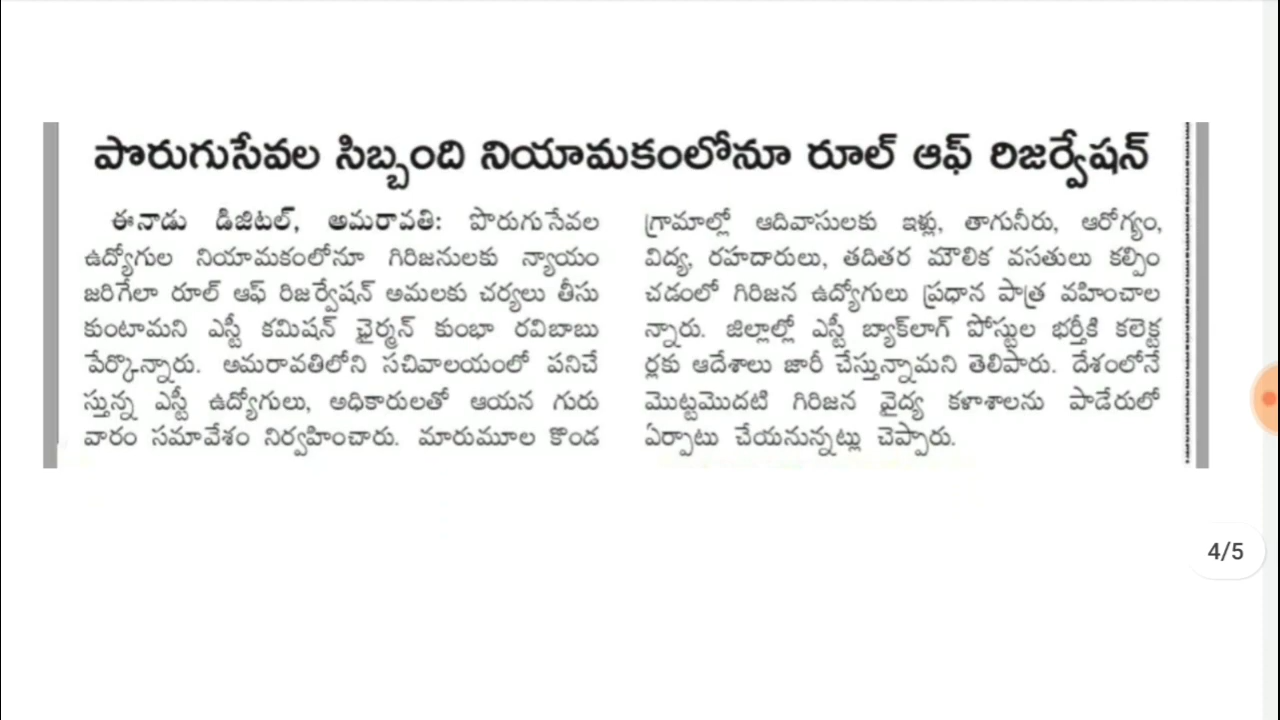 పొరుగుసేవల సిబ్బంది నియామకంలోనూ రూల్ ఆఫ్ రిజర్వేషన్
ఈనాడు డిజిటల్, అమరావతి: పొరుగుసేవల
ఉద్యోగుల నియామకంలోనూ గిరిజనులకు న్యాయం
జరిగేలా రూల్ ఆఫ్ రిజర్వేషన్ అమలకు చర్యలు తీసు
కుంటామని ఎస్టీ కమిషన్ ఛైర్మన్ కుంభా రవిబాబు
పేర్కొన్నారు. అమరావతిలోని సచివాలయంలో పనిచే
స్తున్న ఎస్టీ ఉద్యోగులు, అధికారులతో ఆయన గురు
వారం సమావేశం నిర్వహించారు. మారుమూల కొండ
గ్రామాల్లో ఆదివాసులకు ఇళ్లు, తాగునీరు, ఆరోగ్యం,
విద్య, రహదారులు, తదితర మౌలిక వసతులు కల్పిం
చడంలో గిరిజన ఉద్యోగులు ప్రధాన పాత్ర వహించాల
న్నారు. జిల్లాల్లో ఎస్టీ బ్యాక్‌లాగ్ పోస్టుల భర్తీకి కలెక్ట
ర్లకు ఆదేశాలు జారీ చేస్తున్నామని తెలిపారు. దేశంలోనే
మొట్టమొదటి గిరిజన వైద్య కళాశాలను పాడేరులో
ఏర్పాటు చేయనున్నట్లు చెప్పారు.
4/5